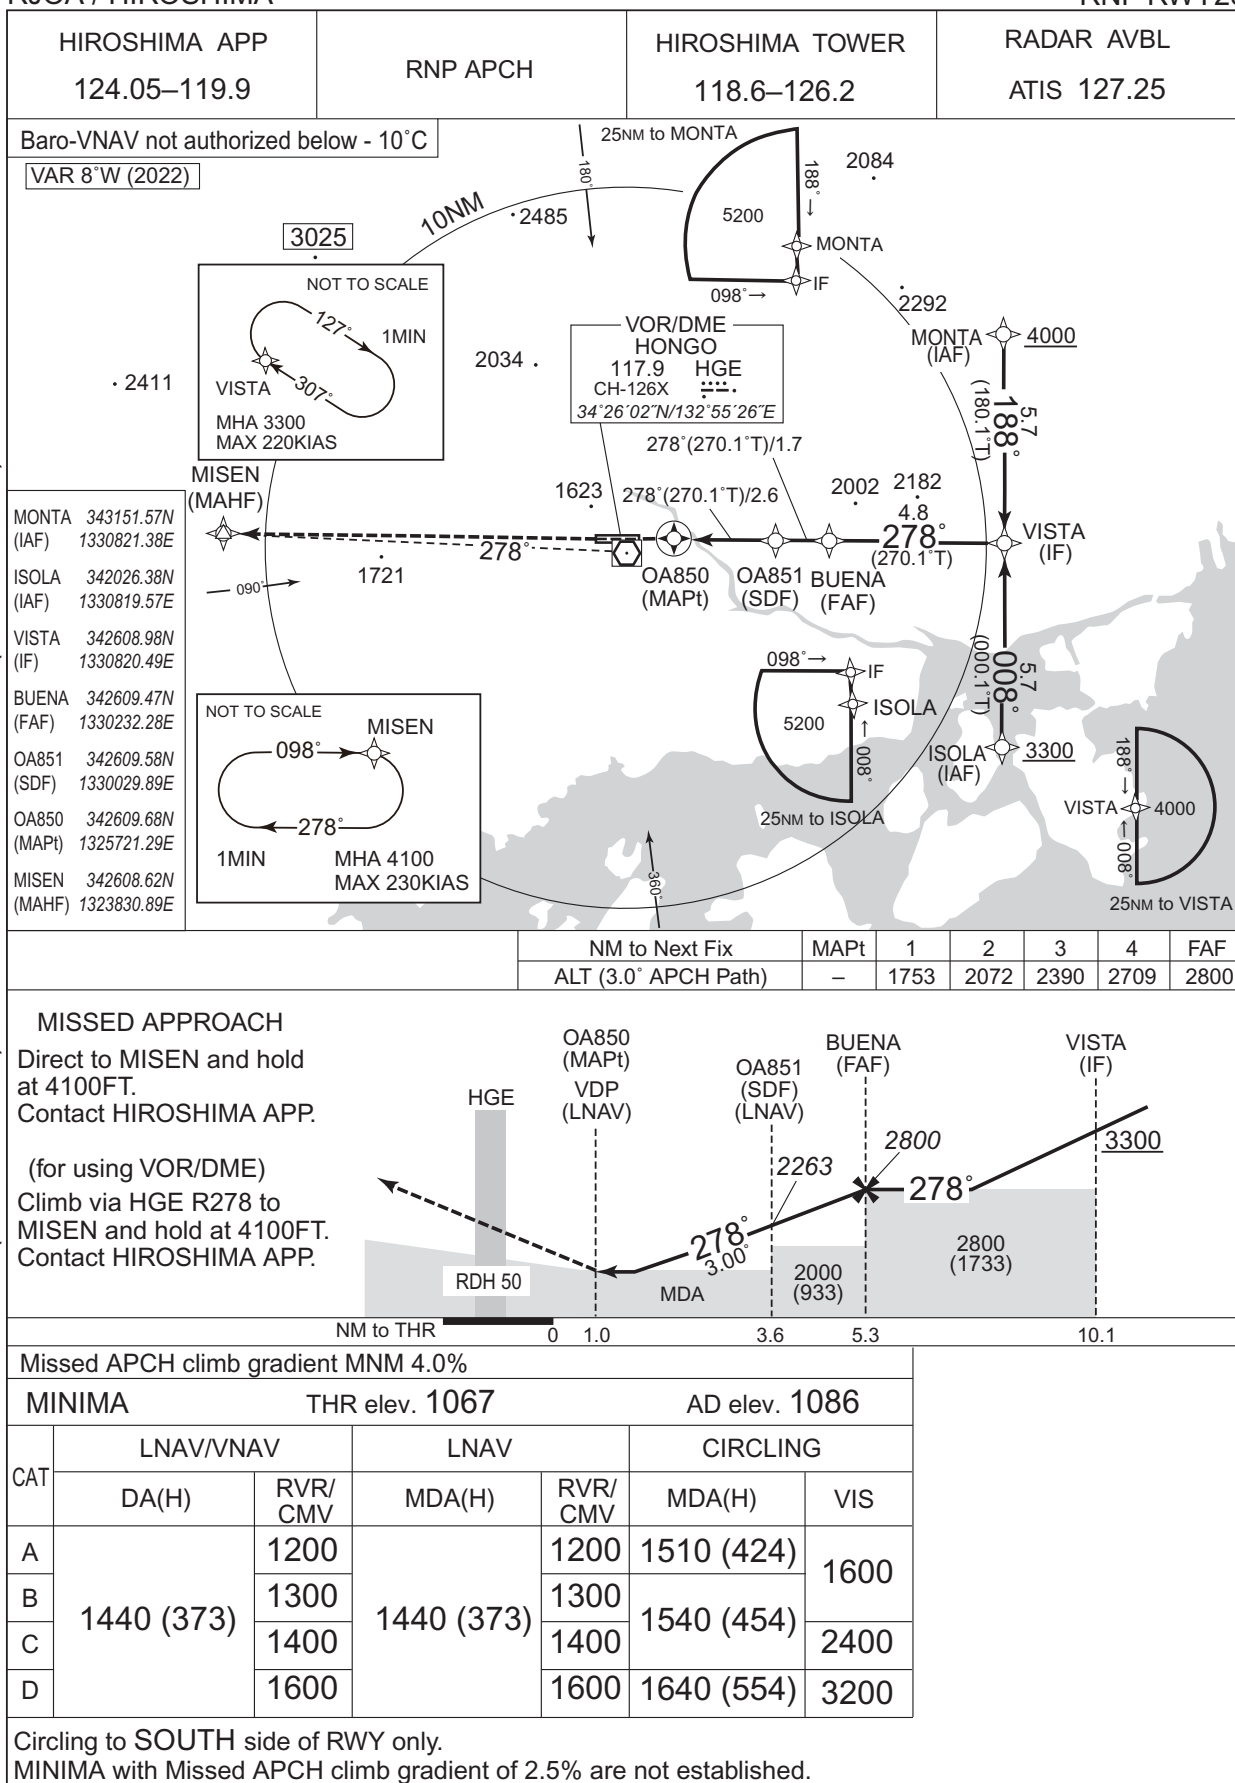 HIROSHIMA APP
124.05–119.9
RNP APCH
HIROSHIMA TOWER
118.6–126.2
RADAR AVBL
ATIS 127.25
Baro-VNAV not authorized below - 10˚C
VAR 8˚W (2022)
25NM to MONTA
188˚→
5200
MONTA
IF
098˚→
180˚
2084
2485
10NM
3025
NOT TO SCALE
127˚
1MIN
VISTA
307˚
MHA 3300
MAX 220KIAS
2411
2034
VOR/DME
HONGO
117.9 HGE
CH-126X
34˚26´02˝N/132˚55´26˝E
2292
MONTA
(IAF)
4000
188˚
(180.1˚T)
5.7
278˚(270.1˚T)/1.7
MISEN
(MAHF)
1623
278˚(270.1˚T)/2.6
2002
2182
4.8
278˚
(270.1˚T)
VISTA
(IF)
278˚
1721
090˚
OA850
(MAPt)
OA851
(SDF)
BUENA
(FAF)
MONTA 343151.57N
(IAF) 1330821.38E
ISOLA 342026.38N
(IAF) 1330819.57E
VISTA 342608.98N
(IF) 1330820.49E
BUENA 342609.47N
(FAF) 1330232.28E
OA851 342609.58N
(SDF) 1330029.89E
OA850 342609.68N
(MAPt) 1325721.29E
MISEN 342608.62N
(MAHF) 1323830.89E
008˚
(000.1˚T)
5.7
ISOLA
(IAF)
3300
098˚→
IF
ISOLA
5200
008˚→
25NM to ISOLA
188˚→
VISTA
4000
008˚→
25NM to VISTA
NOT TO SCALE
MISEN
098˚
278˚
1MIN
MHA 4100
MAX 230KIAS
360˚
NM to Next Fix MAPt 1 2 3 4 FAF
ALT (3.0˚ APCH Path) – 1753 2072 2390 2709 2800
MISSED APPROACH
Direct to MISEN and hold
at 4100FT.
Contact HIROSHIMA APP.
(for using VOR/DME)
Climb via HGE R278 to
MISEN and hold at 4100FT.
Contact HIROSHIMA APP.
HGE
OA850
(MAPt)
VDP
(LNAV)
OA851
(SDF)
(LNAV)
BUENA
(FAF)
VISTA
(IF)
2263
2800
3300
278˚
278˚
3.00˚
RDH 50
MDA
2000
(933)
2800
(1733)
NM to THR 0 1.0 3.6 5.3 10.1
Missed APCH climb gradient MNM 4.0%
MINIMA THR elev. 1067 AD elev. 1086
CAT LNAV/VNAV LNAV CIRCLING
DA(H) RVR/CMV MDA(H) RVR/CMV MDA(H) VIS
A 1440 (373) 1200 1440 (373) 1200 1510 (424) 1600
B 1300 1300 1540 (454)
C 1400 1400 2400
D 1600 1600 1640 (554) 3200
Circling to SOUTH side of RWY only.
MINIMA with Missed APCH climb gradient of 2.5% are not established.